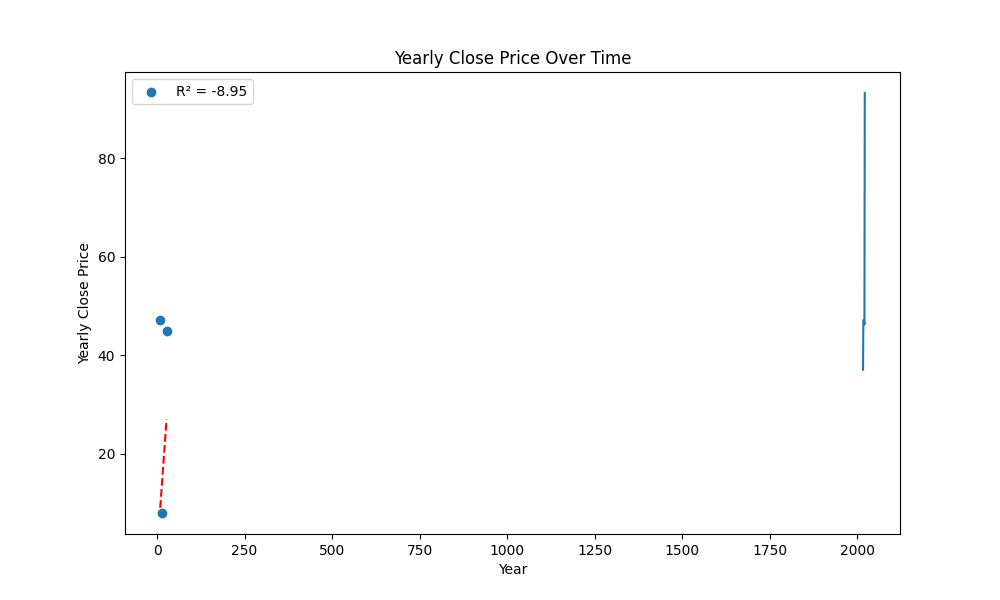 Yearly Close Price Over Time
R² = -8.95
Yearly Close Price
80
60
40
20
0 250 500 750 1000 1250 1500 1750 2000
Year